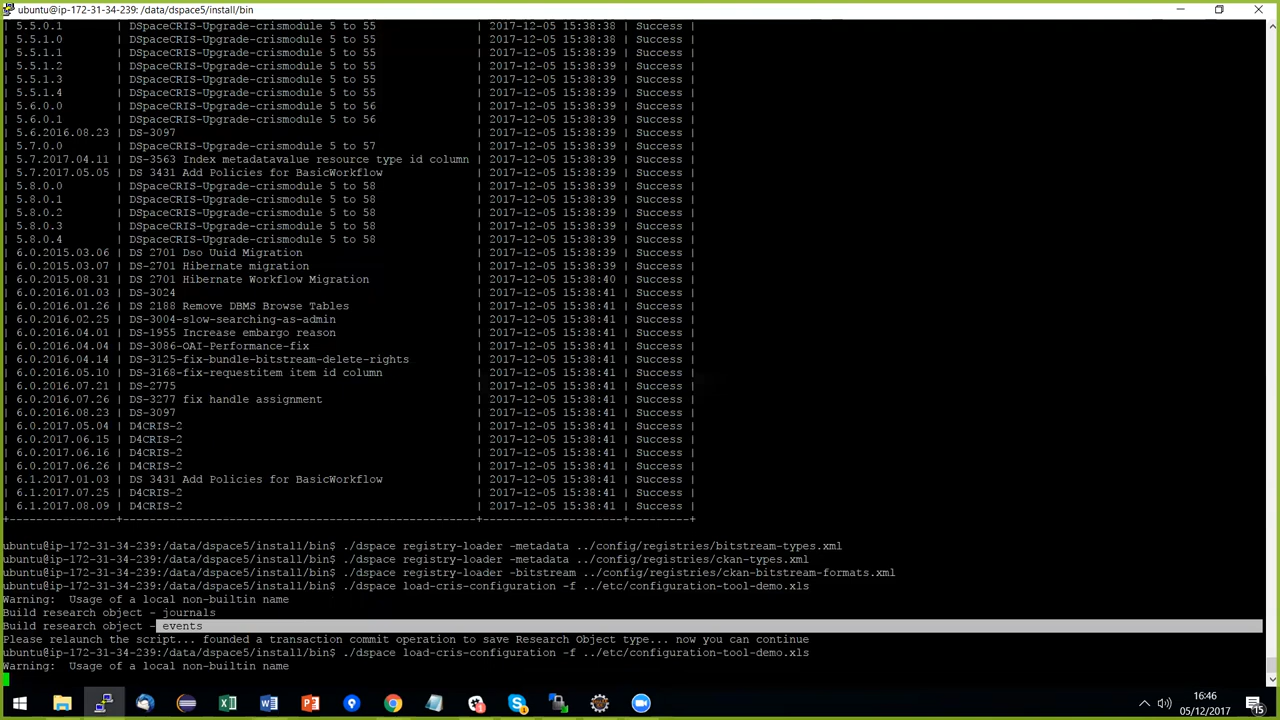 ubuntu@ip-172-31-34-239: /data/dspace5/install/bin
| 5.5.0.1 | DSpaceCRIS-Upgrade-crismodule 5 to 55 | 2017-12-05 15:38:38 | Success |
| 5.5.1.0 | DSpaceCRIS-Upgrade-crismodule 5 to 55 | 2017-12-05 15:38:38 | Success |
| 5.5.1.1 | DSpaceCRIS-Upgrade-crismodule 5 to 55 | 2017-12-05 15:38:39 | Success |
| 5.5.1.2 | DSpaceCRIS-Upgrade-crismodule 5 to 55 | 2017-12-05 15:38:39 | Success |
| 5.5.1.3 | DSpaceCRIS-Upgrade-crismodule 5 to 55 | 2017-12-05 15:38:39 | Success |
| 5.5.1.4 | DSpaceCRIS-Upgrade-crismodule 5 to 55 | 2017-12-05 15:38:39 | Success |
| 5.6.0.0 | DSpaceCRIS-Upgrade-crismodule 5 to 56 | 2017-12-05 15:38:39 | Success |
| 5.6.0.1 | DSpaceCRIS-Upgrade-crismodule 5 to 56 | 2017-12-05 15:38:39 | Success |
| 5.6.2016.08.23 | DS-3097 | 2017-12-05 15:38:39 | Success |
| 5.7.0.0 | DSpaceCRIS-Upgrade-crismodule 5 to 57 | 2017-12-05 15:38:39 | Success |
| 5.7.2017.04.11 | DS-3563 Index metadatavalue resource type id column | 2017-12-05 15:38:39 | Success |
| 5.7.2017.05.05 | DS 3431 Add Policies for BasicWorkflow | 2017-12-05 15:38:39 | Success |
| 5.8.0.0 | DSpaceCRIS-Upgrade-crismodule 5 to 58 | 2017-12-05 15:38:39 | Success |
| 5.8.0.1 | DSpaceCRIS-Upgrade-crismodule 5 to 58 | 2017-12-05 15:38:39 | Success |
| 5.8.0.2 | DSpaceCRIS-Upgrade-crismodule 5 to 58 | 2017-12-05 15:38:39 | Success |
| 5.8.0.3 | DSpaceCRIS-Upgrade-crismodule 5 to 58 | 2017-12-05 15:38:39 | Success |
| 5.8.0.4 | DSpaceCRIS-Upgrade-crismodule 5 to 58 | 2017-12-05 15:38:39 | Success |
| 6.0.2015.03.06 | DS 2701 Dso Uuid Migration | 2017-12-05 15:38:39 | Success |
| 6.0.2015.03.07 | DS-2701 Hibernate migration | 2017-12-05 15:38:39 | Success |
| 6.0.2015.08.31 | DS 2701 Hibernate Workflow Migration | 2017-12-05 15:38:40 | Success |
| 6.0.2016.01.03 | DS-3024 | 2017-12-05 15:38:41 | Success |
| 6.0.2016.01.26 | DS 2188 Remove DBMS Browse Tables | 2017-12-05 15:38:41 | Success |
| 6.0.2016.02.25 | DS-3004-slow-searching-as-admin | 2017-12-05 15:38:41 | Success |
| 6.0.2016.04.01 | DS-1955 Increase embargo reason | 2017-12-05 15:38:41 | Success |
| 6.0.2016.04.04 | DS-3086-OAI-Performance-fix | 2017-12-05 15:38:41 | Success |
| 6.0.2016.04.14 | DS-3125-fix-bundle-bitstream-delete-rights | 2017-12-05 15:38:41 | Success |
| 6.0.2016.05.10 | DS-3168-fix-requestitem item id column | 2017-12-05 15:38:41 | Success |
| 6.0.2016.07.21 | DS-2775 | 2017-12-05 15:38:41 | Success |
| 6.0.2016.07.26 | DS-3277 fix handle assignment | 2017-12-05 15:38:41 | Success |
| 6.0.2016.08.23 | DS-3097 | 2017-12-05 15:38:41 | Success |
| 6.0.2017.05.04 | D4CRIS-2 | 2017-12-05 15:38:41 | Success |
| 6.0.2017.06.15 | D4CRIS-2 | 2017-12-05 15:38:41 | Success |
| 6.0.2017.06.16 | D4CRIS-2 | 2017-12-05 15:38:41 | Success |
| 6.0.2017.06.26 | D4CRIS-2 | 2017-12-05 15:38:41 | Success |
| 6.1.2017.01.03 | DS 3431 Add Policies for BasicWorkflow | 2017-12-05 15:38:41 | Success |
| 6.1.2017.07.25 | D4CRIS-2 | 2017-12-05 15:38:41 | Success |
| 6.1.2017.08.09 | D4CRIS-2 | 2017-12-05 15:38:41 | Success |
+----------------+-----------------------------------------------------+---------------------+---------+
ubuntu@ip-172-31-34-239:/data/dspace5/install/bin$ ./dspace registry-loader -metadata ../config/registries/bitstream-types.xml
ubuntu@ip-172-31-34-239:/data/dspace5/install/bin$ ./dspace registry-loader -metadata ../config/registries/ckan-types.xml
ubuntu@ip-172-31-34-239:/data/dspace5/install/bin$ ./dspace registry-loader -bitstream ../config/registries/ckan-bitstream-formats.xml
ubuntu@ip-172-31-34-239:/data/dspace5/install/bin$ ./dspace load-cris-configuration -f ../etc/configuration-tool-demo.xls
Warning:  Usage of a local non-builtin name
Build research object - journals
Build research object - events
Please relaunch the script... founded a transaction commit operation to save Research Object type... now you can continue
ubuntu@ip-172-31-34-239:/data/dspace5/install/bin$ ./dspace load-cris-configuration -f ../etc/configuration-tool-demo.xls
Warning:  Usage of a local non-builtin name
16:46
05/12/2017
15